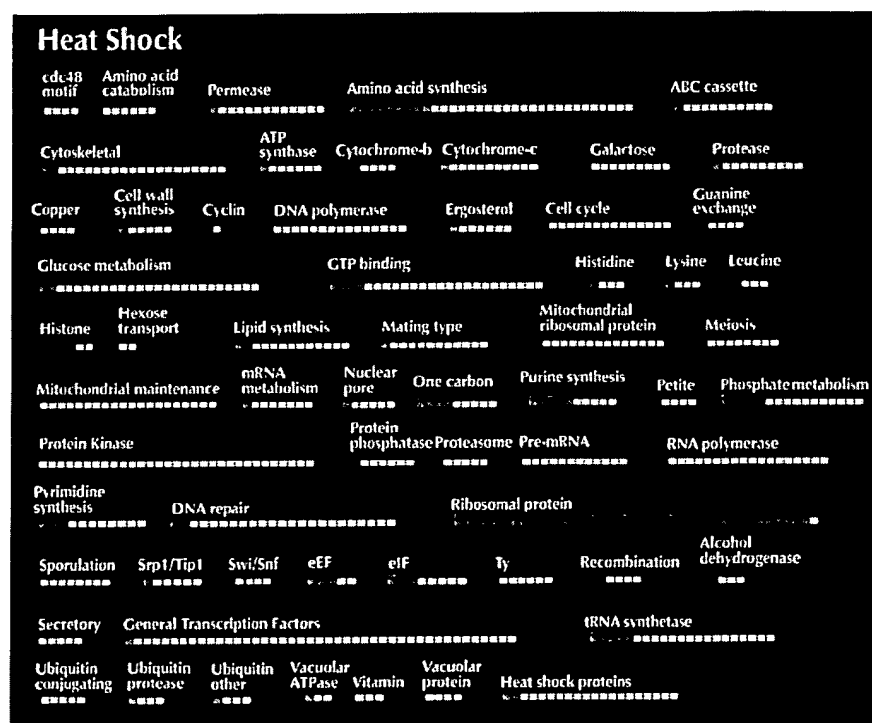 Heat Shock
cdc48 motif
Amino acid catabolism
Permease
Amino acid synthesis
ABC cassette
Cytoskeletal
ATP synthase
Cytochrome-b
Cytochrome-c
Galactose
Protease
Copper
Cell wall synthesis
Cyclin
DNA polymerase
Ergosterol
Cell cycle
Guanine exchange
Glucose metabolism
GTP binding
Histidine
Lysine
Leucine
Histone
Hexose transport
Lipid synthesis
Mating type
Mitochondrial ribosomal protein
Meiosis
Mitochondrial maintenance
mRNA metabolism
Nuclear pore
One carbon
Purine synthesis
Petite
Phosphate metabolism
Protein Kinase
Protein phosphatase
Proteasome
Pre-mRNA
RNA polymerase
Pyrimidine synthesis
DNA repair
Ribosomal protein
Sporulation
Srp1/Tip1
Swi/Snf
eEF
eIF
Ty
Recombination
Alcohol dehydrogenase
Secretory
General Transcription Factors
tRNA synthetase
Ubiquitin conjugating
Ubiquitin protease
Ubiquitin other
Vacuolar ATPase
Vitamin
Vacuolar protein
Heat shock proteins